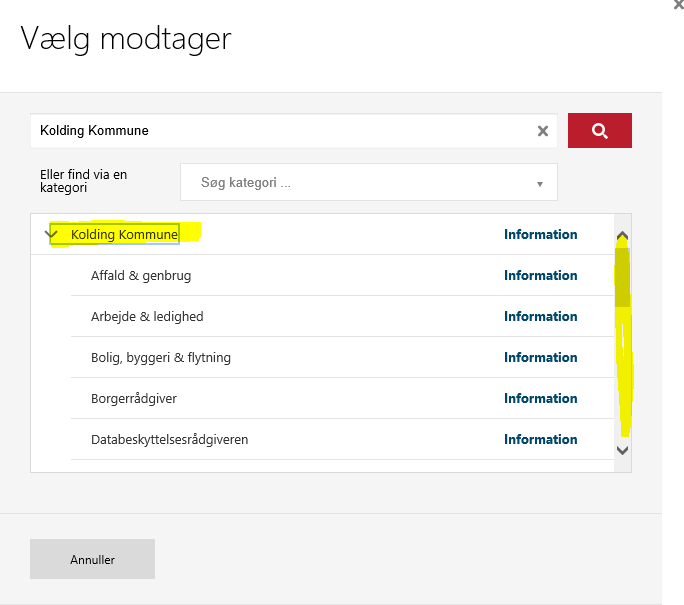 Vælg modtager
Kolding Kommune
Eller find via en
kategori
Søg kategori ...
Kolding Kommune Information
Affald & genbrug Information
Arbejde & ledighed Information
Bolig, byggeri & flytning Information
Borgerrådgiver Information
Databeskyttelsesrådgiveren Information
Annuller